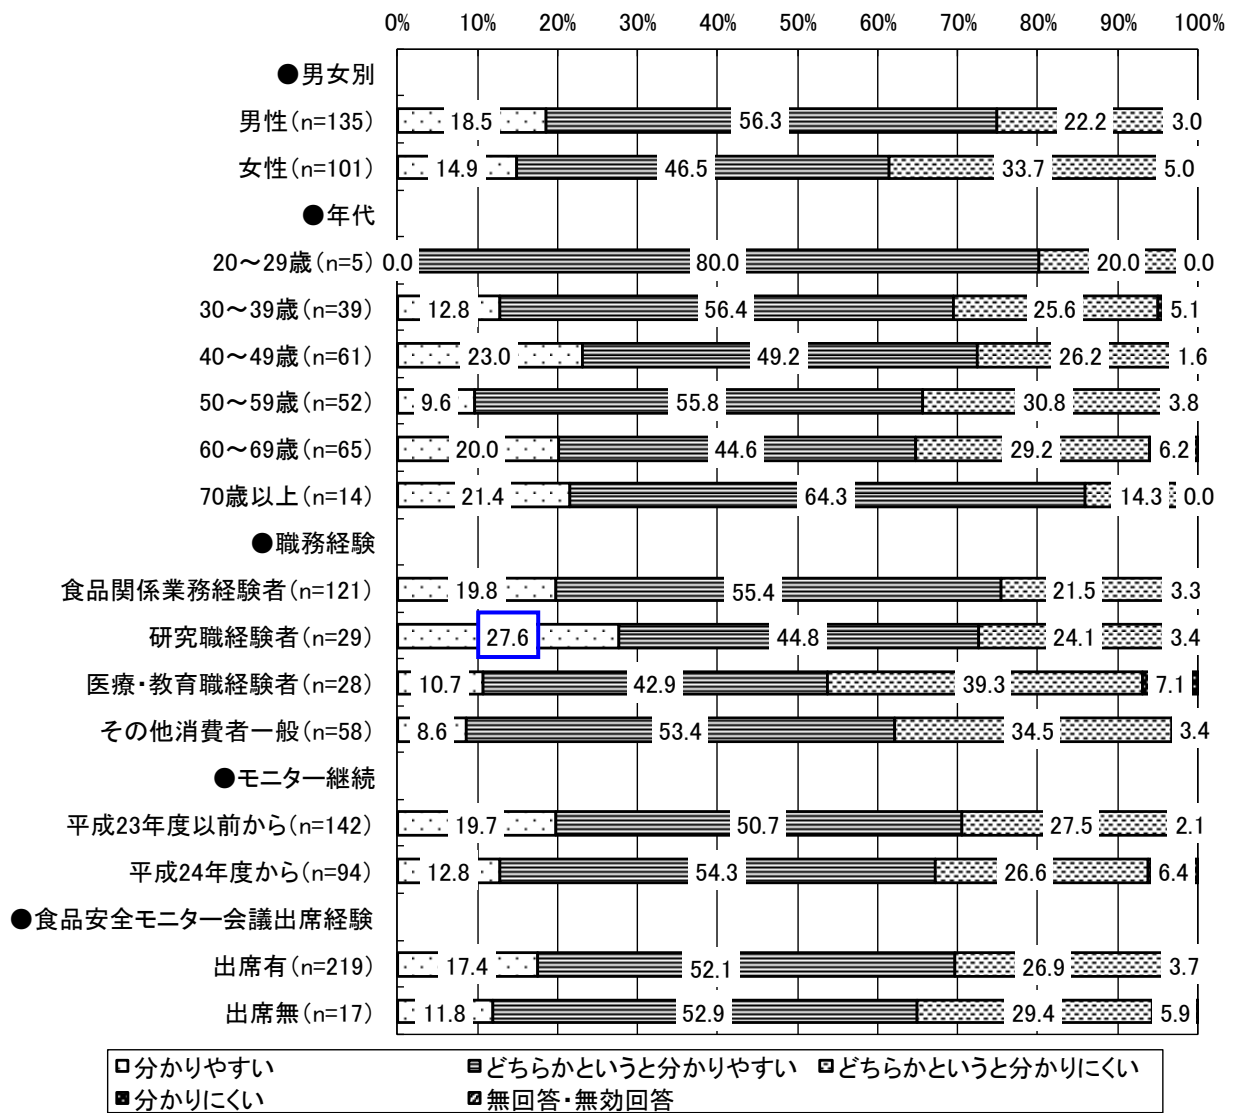 0% 10% 20% 30% 40% 50% 60% 70% 80% 90% 100%
●男女別
男性(n=135) 18.5 56.3 22.2 3.0
女性(n=101) 14.9 46.5 33.7 5.0
●年代
20～29歳(n=5) 0.0 80.0 20.0 0.0
30～39歳(n=39) 12.8 56.4 25.6 5.1
40～49歳(n=61) 23.0 49.2 26.2 1.6
50～59歳(n=52) 9.6 55.8 30.8 3.8
60～69歳(n=65) 20.0 44.6 29.2 6.2
70歳以上(n=14) 21.4 64.3 14.3 0.0
●職務経験
食品関係業務経験者(n=121) 19.8 55.4 21.5 3.3
研究職経験者(n=29) 27.6 44.8 24.1 3.4
医療・教育職経験者(n=28) 10.7 42.9 39.3 7.1
その他消費者一般(n=58) 8.6 53.4 34.5 3.4
●モニター継続
平成23年度以前から(n=142) 19.7 50.7 27.5 2.1
平成24年度から(n=94) 12.8 54.3 26.6 6.4
●食品安全モニター会議出席経験
出席有(n=219) 17.4 52.1 26.9 3.7
出席無(n=17) 11.8 52.9 29.4 5.9
分かりやすい どちらかというと分かりやすい どちらかというと分かりにくい
分かりにくい 無回答・無効回答